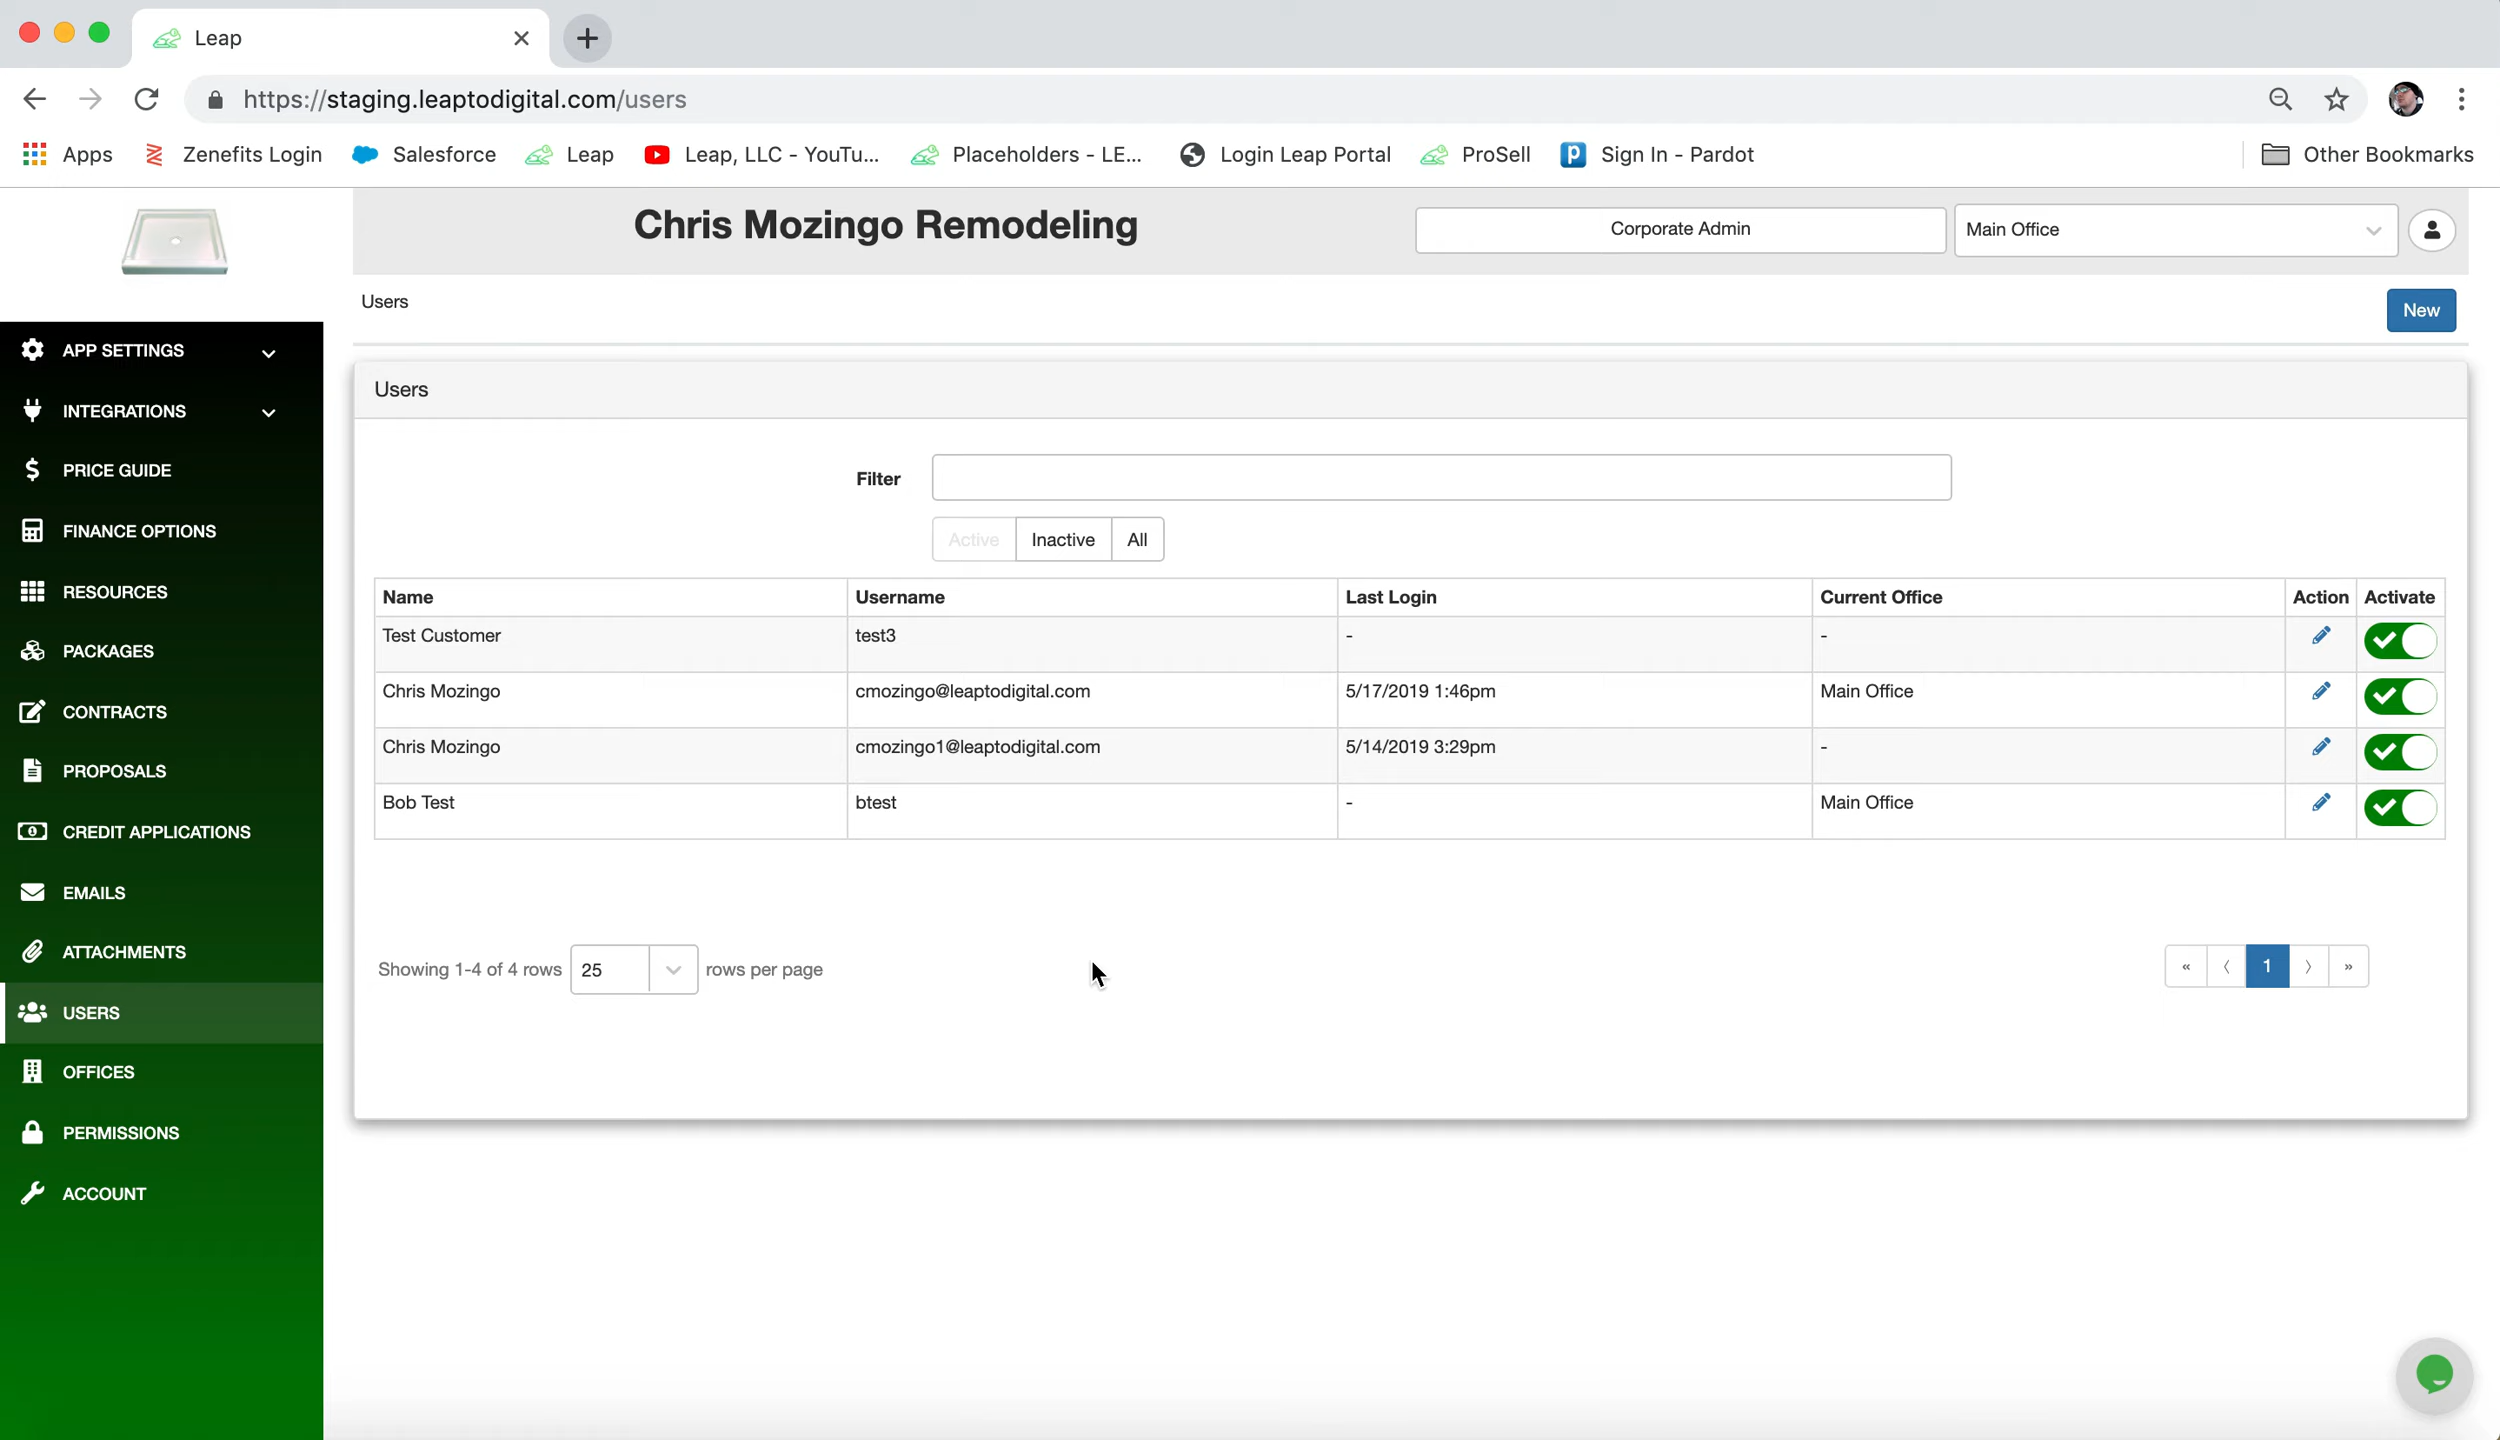 Leap
https://staging.leaptodigital.com/users
Apps Zenefits Login Salesforce Leap Leap, LLC - YouTu... Placeholders - LE... Login Leap Portal ProSell Sign In - Pardot Other Bookmarks
Chris Mozingo Remodeling Corporate Admin Main Office
Users New
APP SETTINGS
INTEGRATIONS
PRICE GUIDE
FINANCE OPTIONS
RESOURCES
PACKAGES
CONTRACTS
PROPOSALS
CREDIT APPLICATIONS
EMAILS
ATTACHMENTS
USERS
OFFICES
PERMISSIONS
ACCOUNT
Users
Filter
Active Inactive All
Name Username Last Login Current Office Action Activate
Test Customer test3 - -
Chris Mozingo cmozingo@leaptodigital.com 5/17/2019 1:46pm Main Office
Chris Mozingo cmozingo1@leaptodigital.com 5/14/2019 3:29pm -
Bob Test btest - Main Office
Showing 1-4 of 4 rows 25 rows per page « ‹ 1 › »